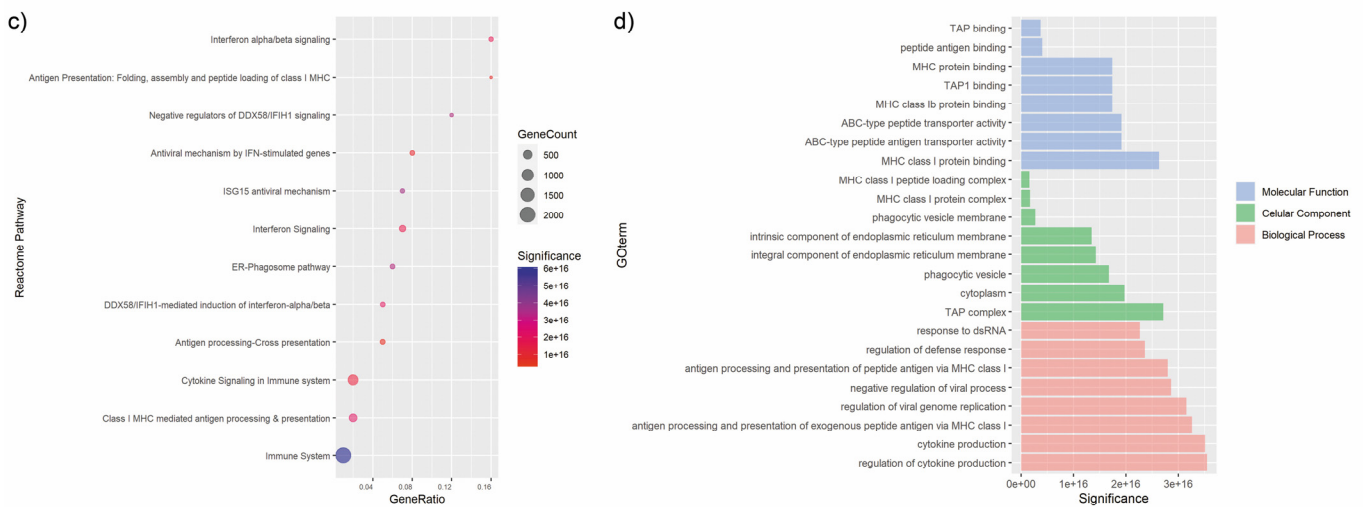 c)
Reactome Pathway
Interferon alpha/beta signaling
Antigen Presentation: Folding, assembly and peptide loading of class I MHC
Negative regulators of DDX58/IFIH1 signaling
Antiviral mechanism by IFN-stimulated genes
ISG15 antiviral mechanism
Interferon Signaling
ER-Phagosome pathway
DDX58/IFIH1-mediated induction of interferon-alpha/beta
Antigen processing-Cross presentation
Cytokine Signaling in Immune system
Class I MHC mediated antigen processing & presentation
Immune System
0.04 0.08 0.12 0.16
GeneRatio
GeneCount
500
1000
1500
2000
Significance
6e+16
5e+16
4e+16
3e+16
2e+16
1e+16
d)
GOterm
TAP binding
peptide antigen binding
MHC protein binding
TAP1 binding
MHC class Ib protein binding
ABC-type peptide transporter activity
ABC-type peptide antigen transporter activity
MHC class I protein binding
MHC class I peptide loading complex
MHC class I protein complex
phagocytic vesicle membrane
intrinsic component of endoplasmic reticulum membrane
integral component of endoplasmic reticulum membrane
phagocytic vesicle
cytoplasm
TAP complex
response to dsRNA
regulation of defense response
antigen processing and presentation of peptide antigen via MHC class I
negative regulation of viral process
regulation of viral genome replication
antigen processing and presentation of exogenous peptide antigen via MHC class I
cytokine production
regulation of cytokine production
0e+00 1e+16 2e+16 3e+16
Significance
Molecular Function
Celular Component
Biological Process